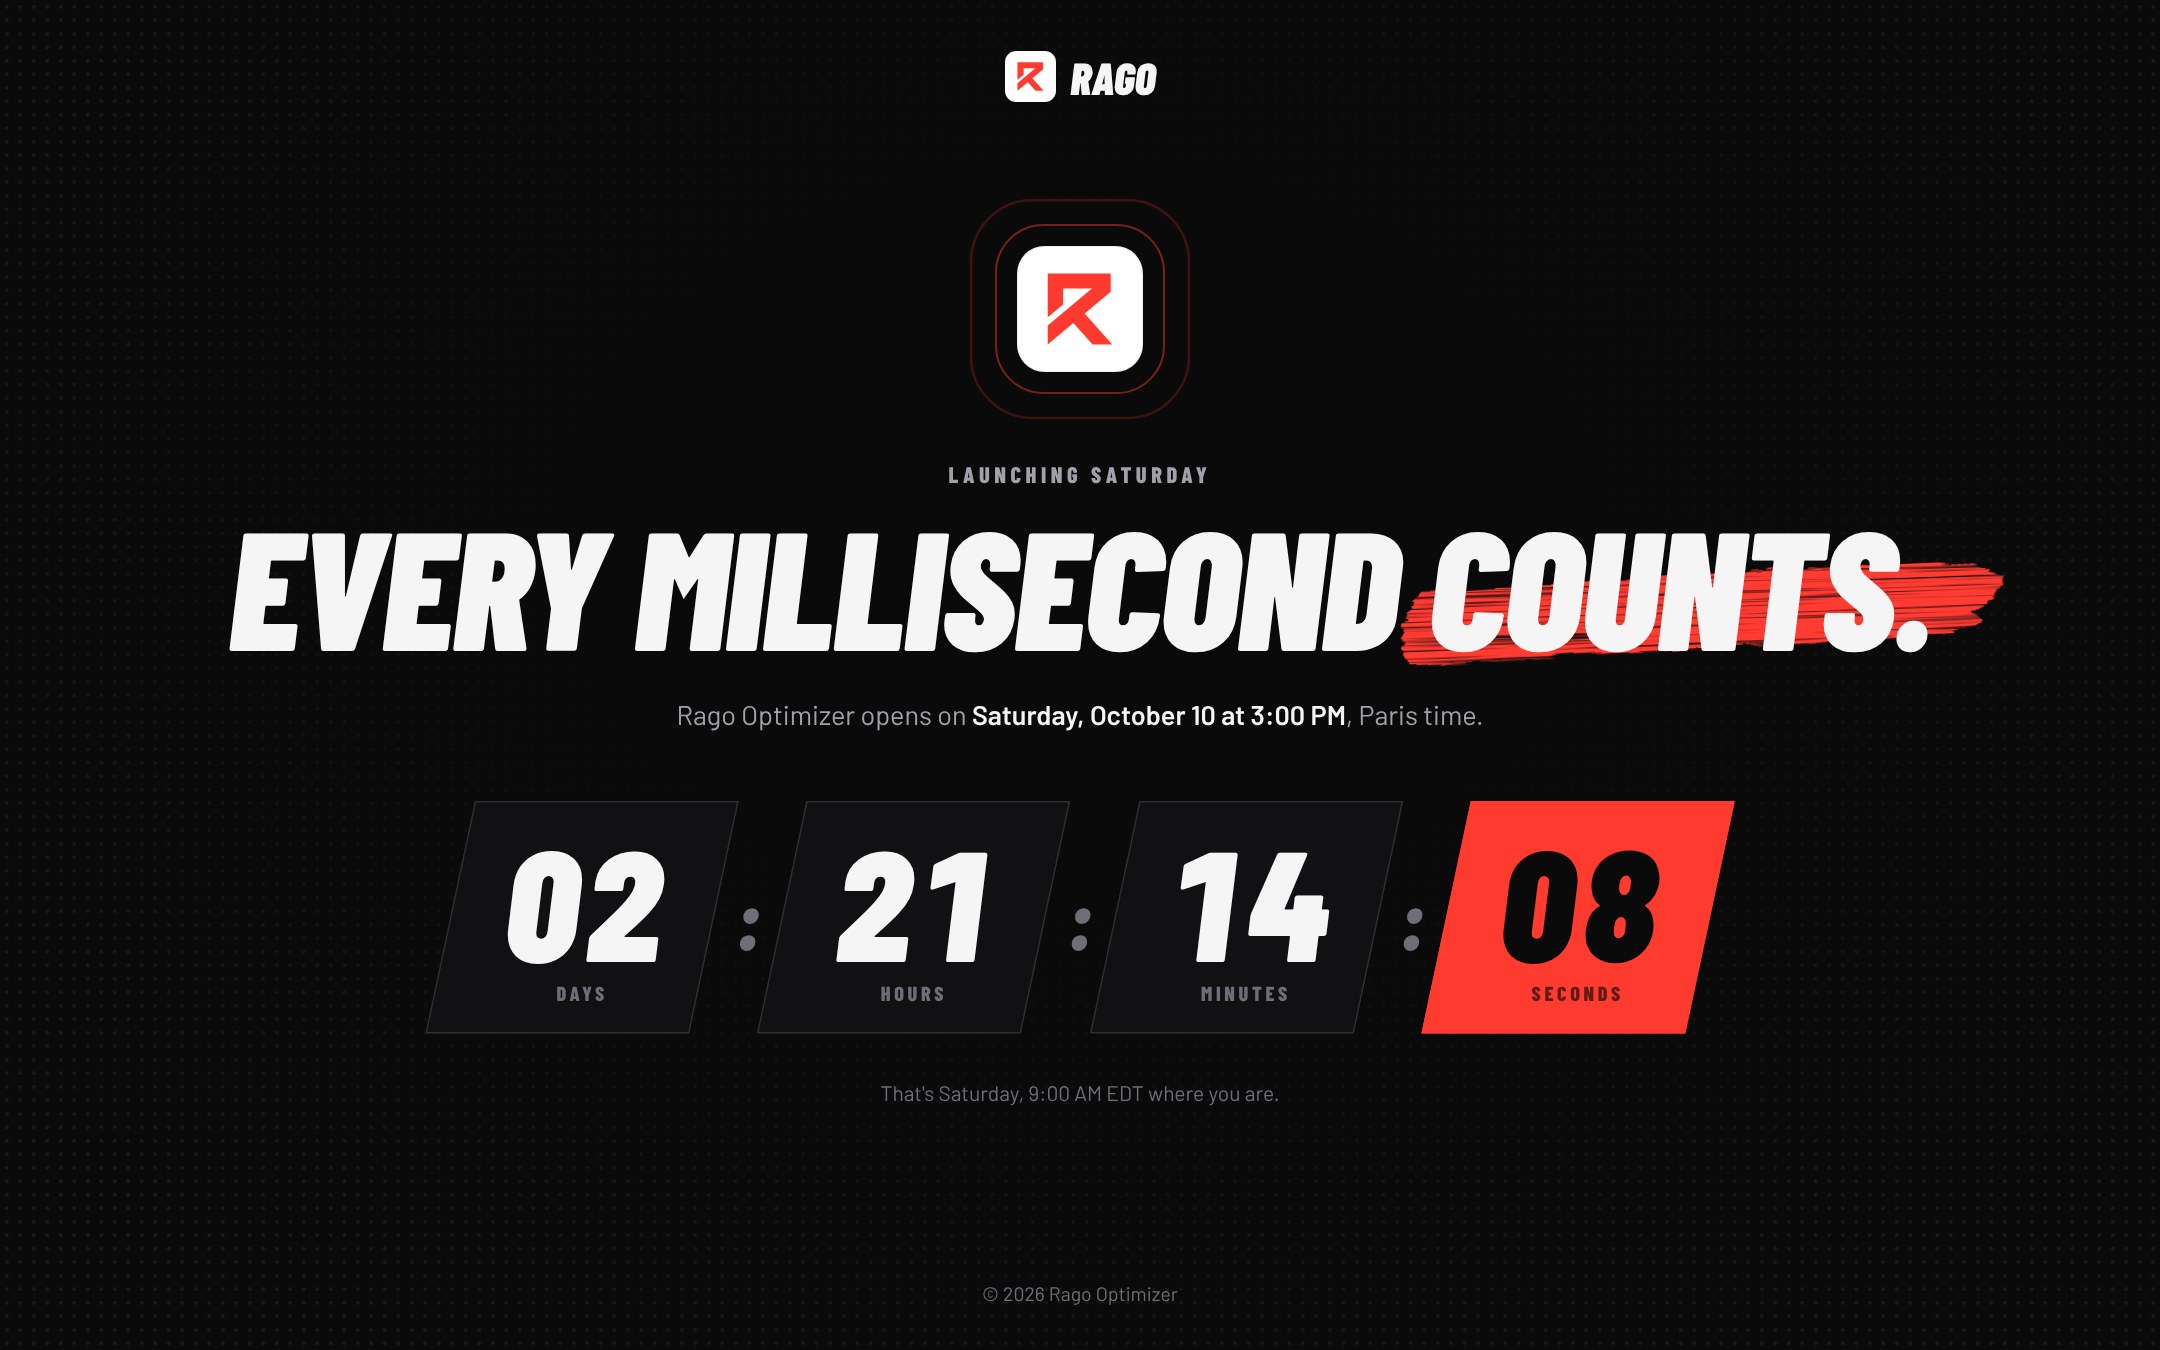 RAGO
LAUNCHING SATURDAY
EVERY MILLISECOND COUNTS.
Rago Optimizer opens on Saturday, October 10 at 3:00 PM, Paris time.
02 : 21 : 14 : 08
DAYS HOURS MINUTES SECONDS
That's Saturday, 9:00 AM EDT where you are.
© 2026 Rago Optimizer